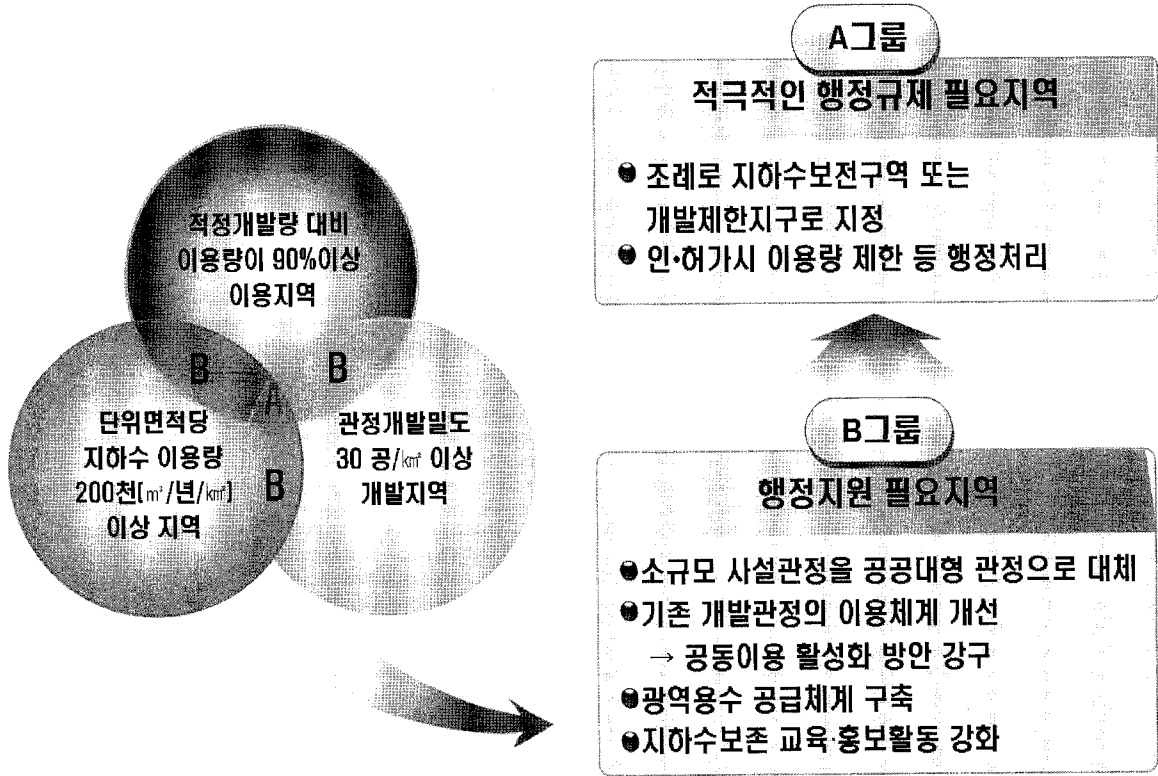 적정개발량 대비
이용량이 90%이상
이용지역
B
B
A
단위면적당
지하수 이용량
200천[㎥/년/㎢]
이상 지역
B
관정개발밀도
30 공/㎢ 이상
개발지역
A그룹
적극적인 행정규제 필요지역
조례로 지하수보전구역 또는
개발제한지구로 지정
인·허가시 이용량 제한 등 행정처리
B그룹
행정지원 필요지역
소규모 사설관정을 공공대형 관정으로 대체
기존 개발관정의 이용체계 개선
→ 공동이용 활성화 방안 강구
광역용수 공급체계 구축
지하수보존 교육·홍보활동 강화